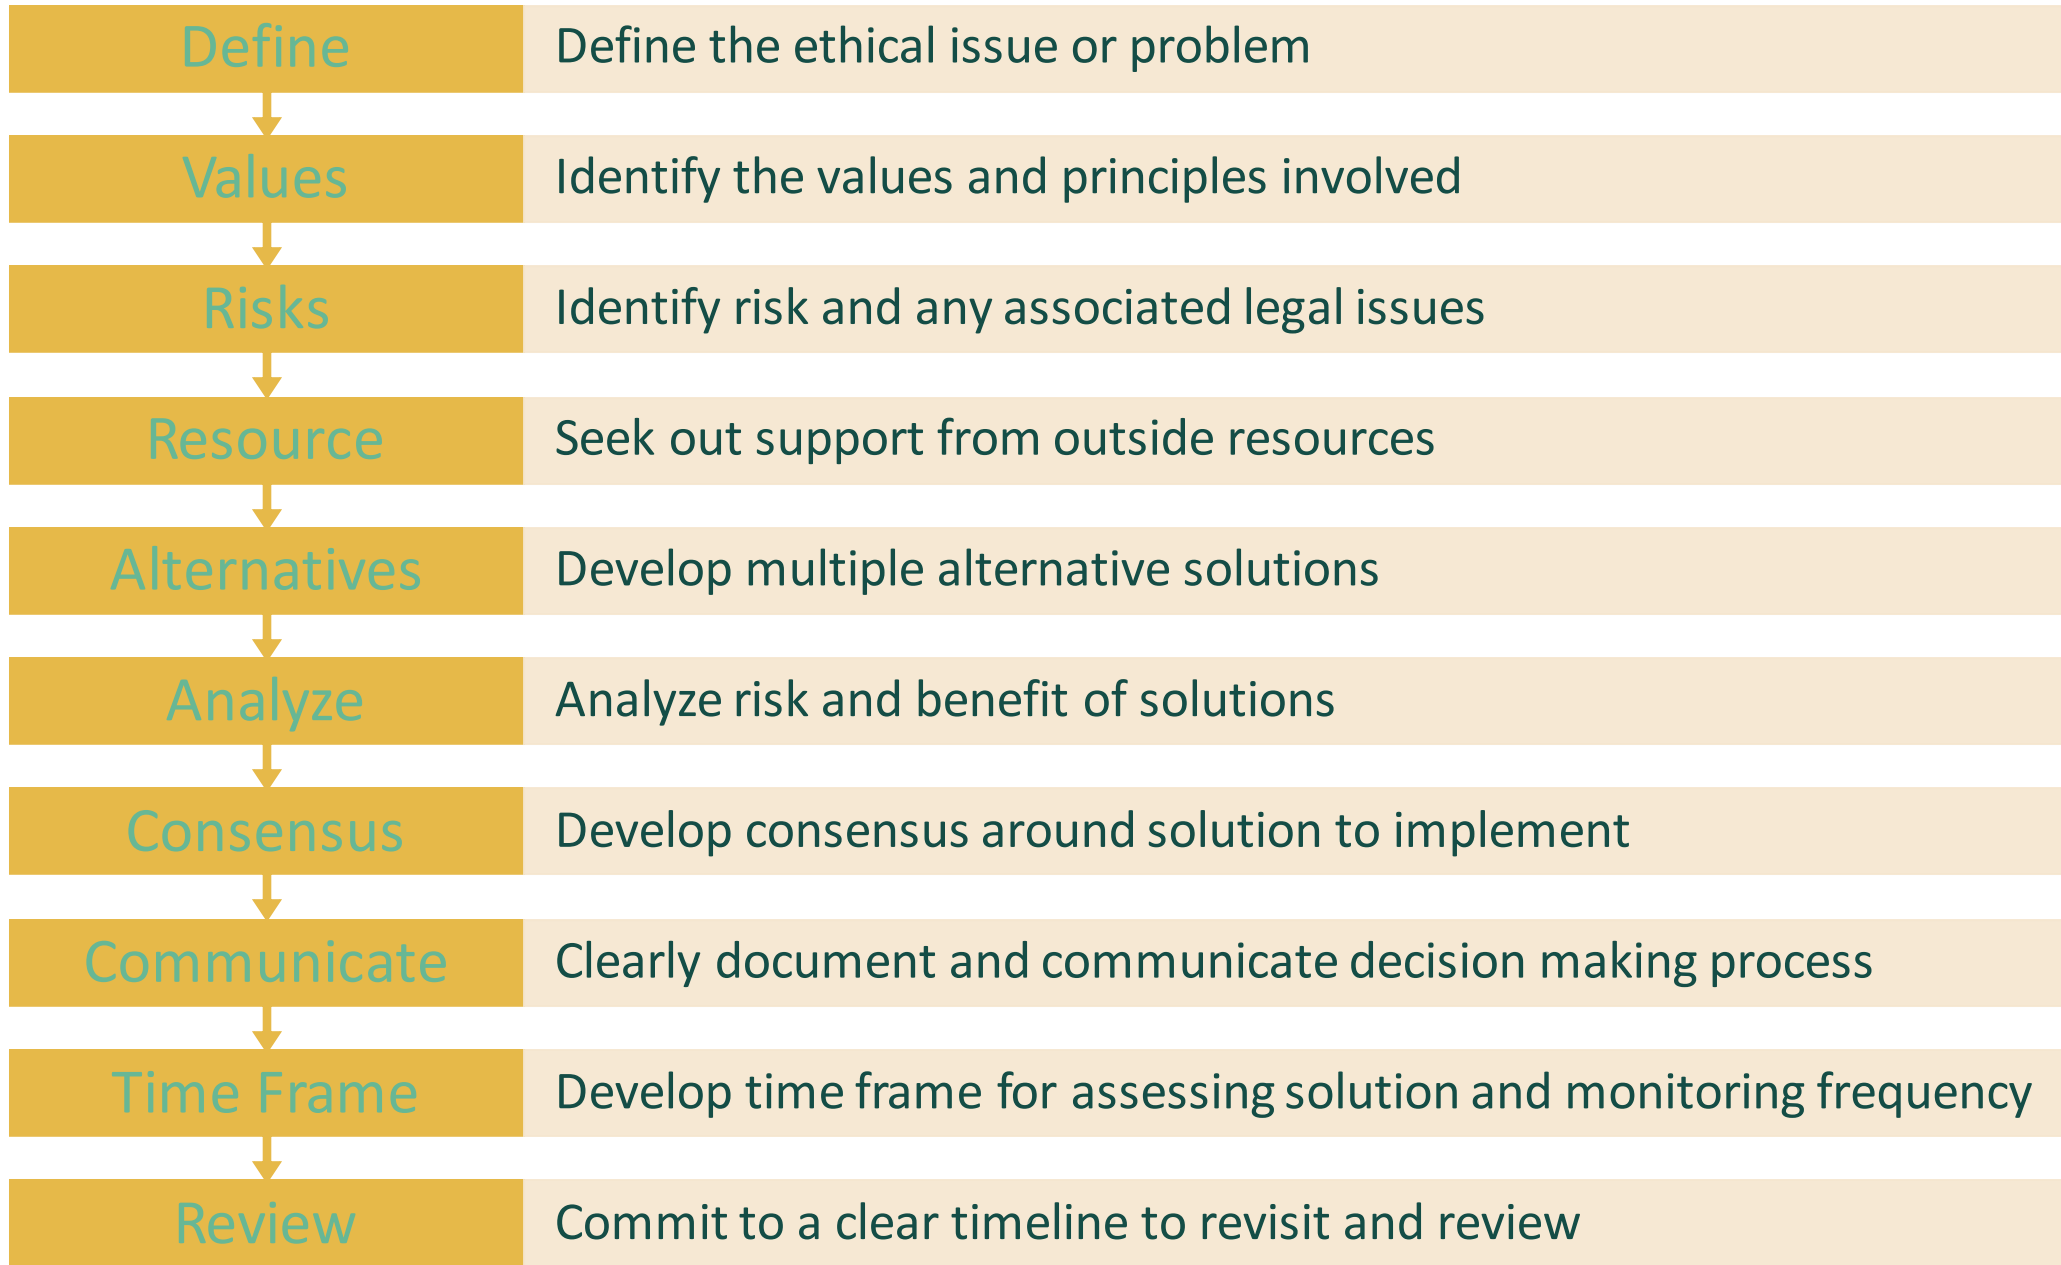 Define
Define the ethical issue or problem
Values
Identify the values and principles involved
Risks
Identify risk and any associated legal issues
Resource
Seek out support from outside resources
Alternatives
Develop multiple alternative solutions
Analyze
Analyze risk and benefit of solutions
Consensus
Develop consensus around solution to implement
Communicate
Clearly document and communicate decision making process
Time Frame
Develop time frame for assessing solution and monitoring frequency
Review
Commit to a clear timeline to revisit and review